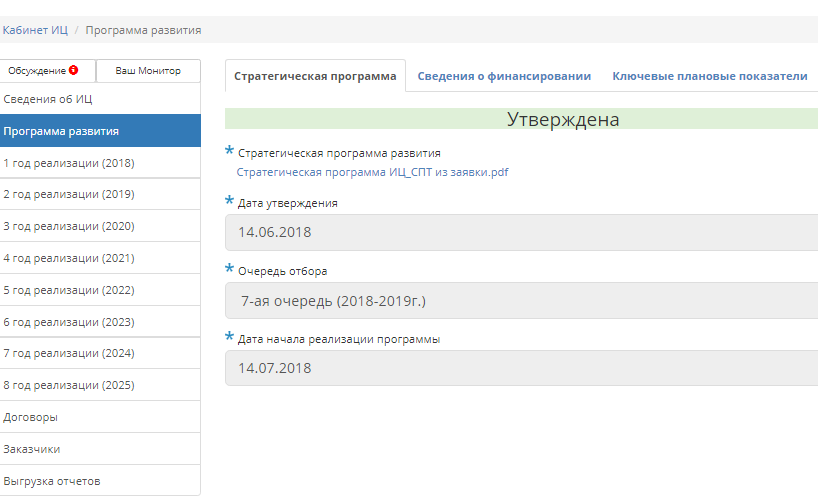 Кабинет ИЦ / Программа развития
Обсуждение
Ваш Монитор
Сведения об ИЦ
Программа развития
1 год реализации (2018)
2 год реализации (2019)
3 год реализации (2020)
4 год реализации (2021)
5 год реализации (2022)
6 год реализации (2023)
7 год реализации (2024)
8 год реализации (2025)
Договоры
Заказчики
Выгрузка отчетов
Стратегическая программа
Сведения о финансировании
Ключевые плановые показатели
Утверждена
* Стратегическая программа развития
Стратегическая программа ИЦ_СПТ из заявки.pdf
* Дата утверждения
14.06.2018
* Очередь отбора
7-ая очередь (2018-2019г.)
* Дата начала реализации программы
14.07.2018